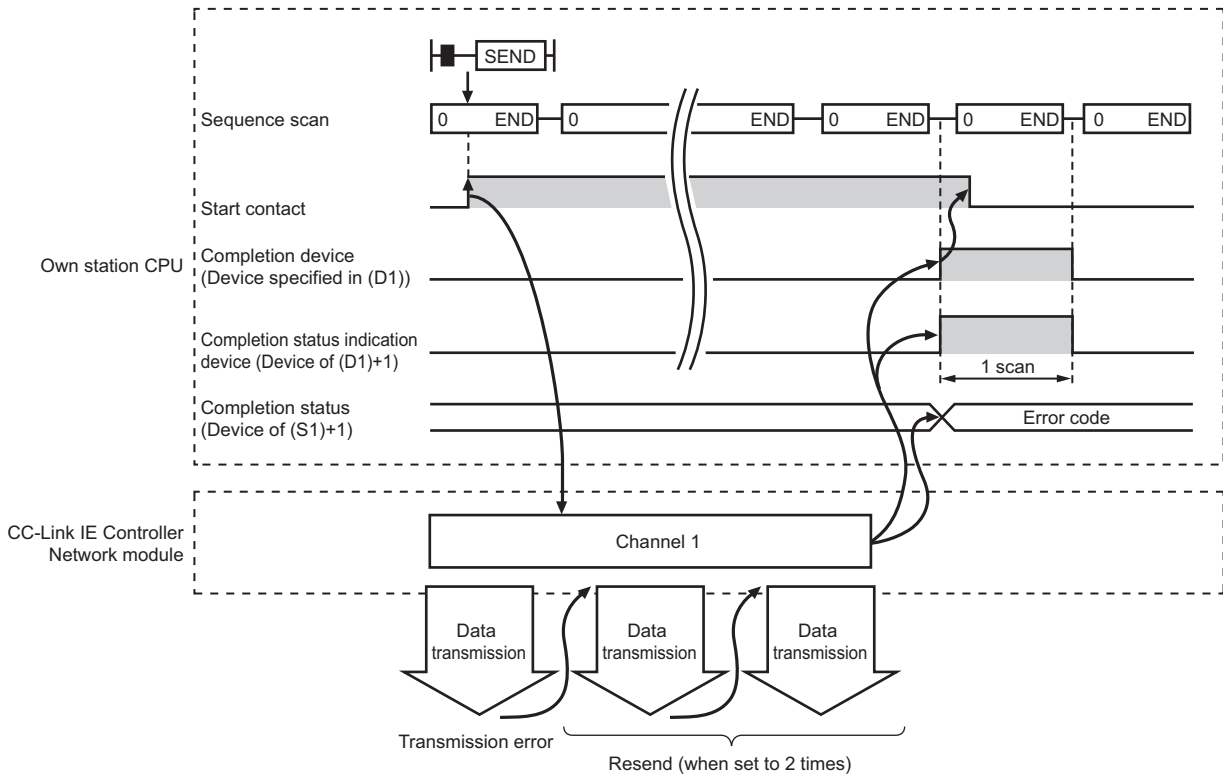 SEND
Sequence scan
0 END 0 END 0 END 0 END 0 END
Start contact
Own station CPU
Completion device
(Device specified in (D1))
Completion status indication
device (Device of (D1)+1)
1 scan
Completion status
(Device of (S1)+1)
Error code
CC-Link IE Controller
Network module
Channel 1
Data
transmission
Data
transmission
Data
transmission
Transmission error
Resend (when set to 2 times)